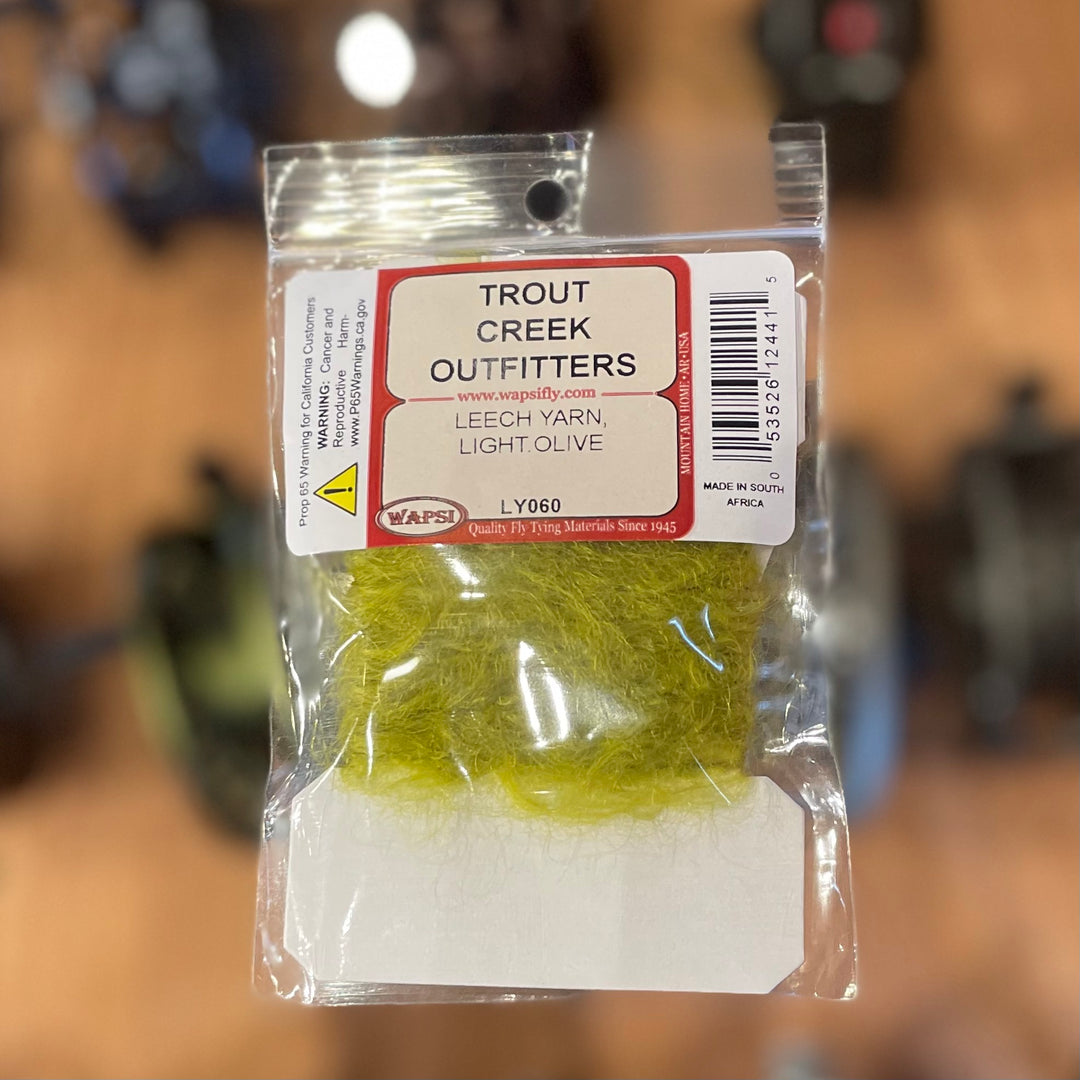 Prop 65 Warning for California Customers
WARNING: Cancer and
Reproductive Harm-
www.P65Warnings.ca.gov
TROUT
CREEK
OUTFITTERS
www.wapsifly.com
LEECH YARN,
LIGHT.OLIVE
LY060
WAPSI
Quality Fly Tying Materials Since 1945
MOUNTAIN HOME • AR • USA
0 53526 12441 5
MADE IN SOUTH
AFRICA